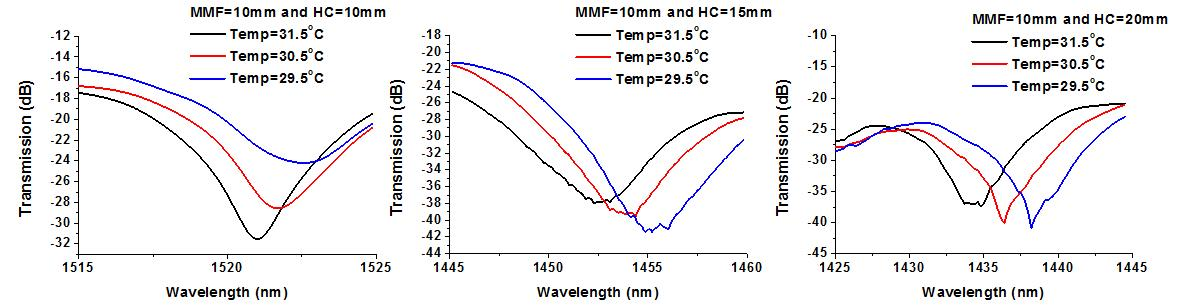 MMF=10mm and HC=10mm
Temp=31.5°C
Temp=30.5°C
Temp=29.5°C
Transmission (dB)
-12
-14
-16
-18
-20
-22
-24
-26
-28
-30
-32
1515 1520 1525
Wavelength (nm)
MMF=10mm and HC=15mm
Temp=31.5°C
Temp=30.5°C
Temp=29.5°C
Transmission (dB)
-18
-20
-22
-24
-26
-28
-30
-32
-34
-36
-38
-40
-42
-44
1445 1450 1455 1460
Wavelength (nm)
MMF=10mm and HC=20mm
Temp=31.5°C
Temp=30.5°C
Temp=29.5°C
Transmission (dB)
-10
-15
-20
-25
-30
-35
-40
-45
1425 1430 1435 1440 1445
Wavelength (nm)